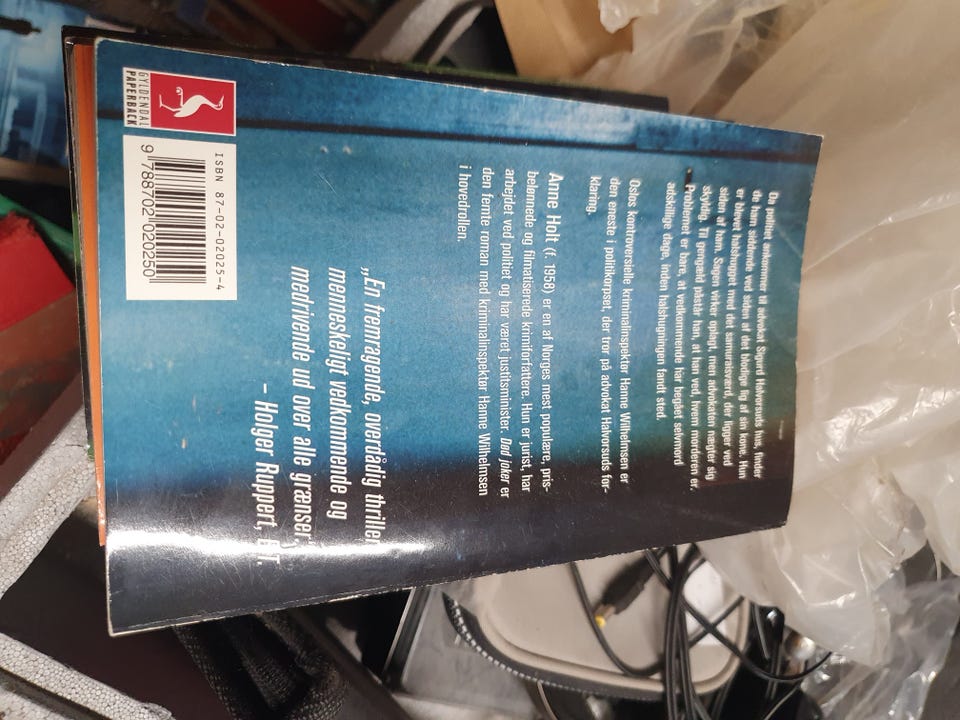 Da politiet ankommer til advokat Sigurd Halvorsuds hus, finder
de ham siddende ved siden af det blodige lig af sin kone. Hun
er blevet halshugget med det samuraisværd, der ligger ved
siden af ham. Sagen virker oplagt, men advokaten nægter sig
skyldig. Til gengæld påstår han, at han ved, hvem morderen er.
- Problemet er bare, at vedkommende har begået selvmord
adskillige dage, inden halshugningen fandt sted.
Oslos kontroversielle kriminalinspektør Hanne Wilhelmsen er
den eneste i politikorpset, der tror på advokat Halvorsuds for-
klaring.
Anne Holt (f. 1958) er en af Norges mest populære, pris-
belønnede og filmatiserede krimiforfattere. Hun er jurist, har
arbejdet ved politiet og har været justitsminister. Død joker er
den femte roman med kriminalinspektør Hanne Wilhelmsen
i hovedrollen.
„En fremragende, overdådig thriller,
menneskeligt vedkommende og
medrivende ud over alle grænser.
– Holger Ruppert, B.T.
ISBN 87-02-02025-4
9 788702 020250
GYLDENDAL
PAPERBACK